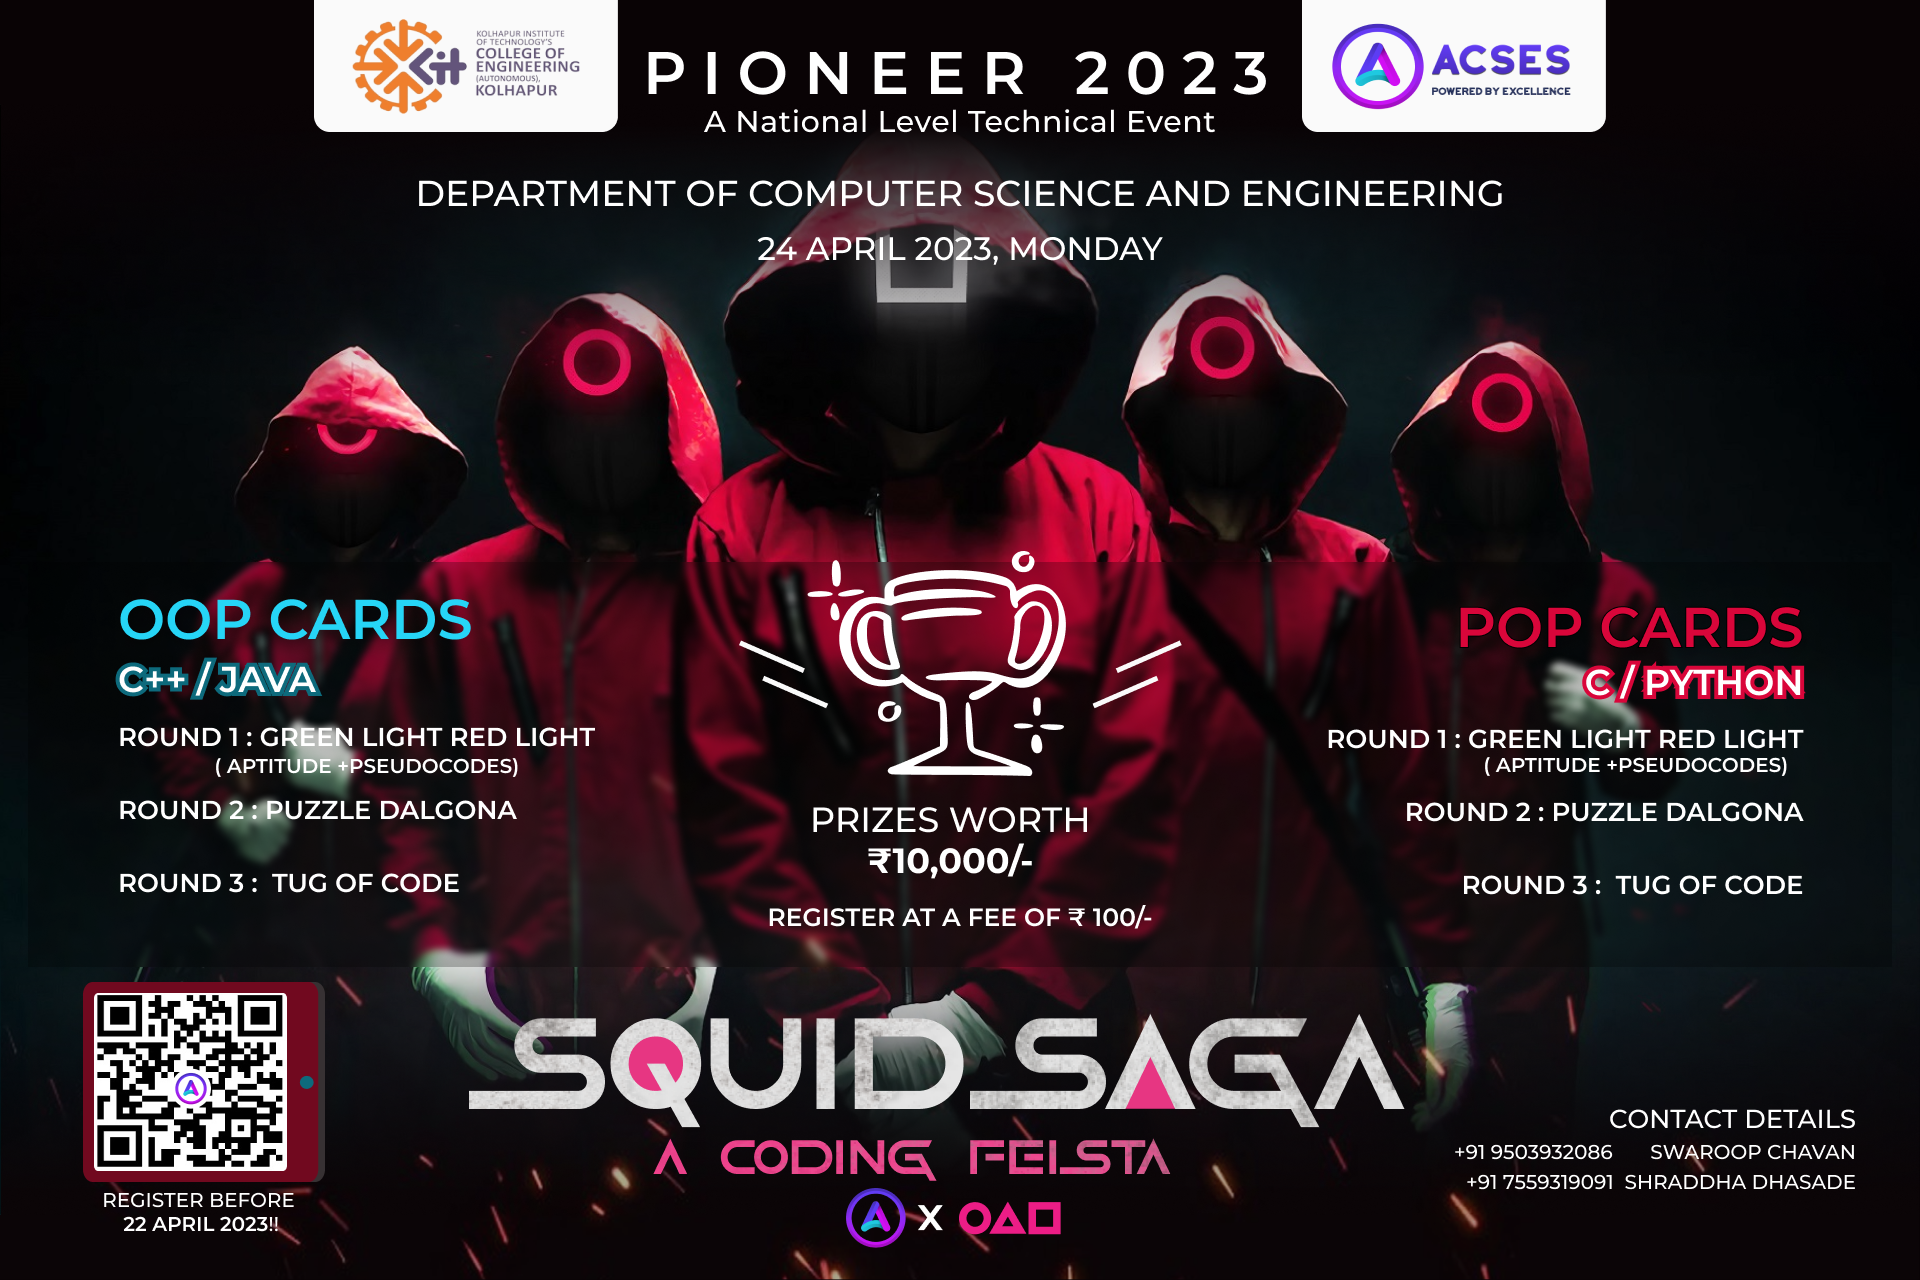 KOLHAPUR INSTITUTE
OF TECHNOLOGY'S
COLLEGE OF
ENGINEERING
(AUTONOMOUS),
KOLHAPUR
PIONEER 2023
A National Level Technical Event
ACSES
POWERED BY EXCELLENCE
DEPARTMENT OF COMPUTER SCIENCE AND ENGINEERING
24 APRIL 2023, MONDAY
OOP CARDS
C++ / JAVA
ROUND 1 : GREEN LIGHT RED LIGHT
( APTITUDE +PSEUDOCODES)
ROUND 2 : PUZZLE DALGONA
ROUND 3 : TUG OF CODE
PRIZES WORTH
₹10,000/-
REGISTER AT A FEE OF ₹ 100/-
POP CARDS
C / PYTHON
ROUND 1 : GREEN LIGHT RED LIGHT
( APTITUDE +PSEUDOCODES)
ROUND 2 : PUZZLE DALGONA
ROUND 3 : TUG OF CODE
SQUID SAGA
A CODING FEISTA
X
REGISTER BEFORE
22 APRIL 2023!!
CONTACT DETAILS
+91 9503932086 SWAROOP CHAVAN
+91 7559319091 SHRADDHA DHASADE